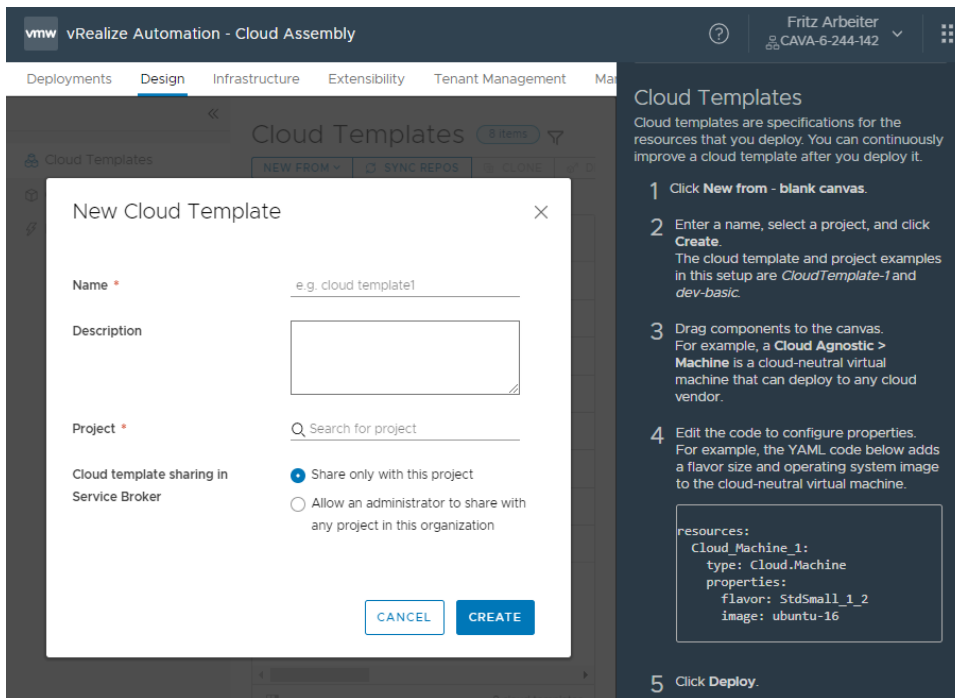 vmw vRealize Automation - Cloud Assembly
Fritz Arbeiter
CAVA-6-244-142
Deployments Design Infrastructure Extensibility Tenant Management Mar
Cloud Templates
Cloud Templates 8 items
NEW FROM SYNC REPOS CLONE D
New Cloud Template
Name *
e.g. cloud template1
Description
Project *
Search for project
Cloud template sharing in
Service Broker
Share only with this project
Allow an administrator to share with
any project in this organization
CANCEL CREATE
Cloud Templates
Cloud templates are specifications for the
resources that you deploy. You can continuously
improve a cloud template after you deploy it.
1 Click New from - blank canvas.
2 Enter a name, select a project, and click
Create.
The cloud template and project examples
in this setup are CloudTemplate-1 and
dev-basic.
3 Drag components to the canvas.
For example, a Cloud Agnostic >
Machine is a cloud-neutral virtual
machine that can deploy to any cloud
vendor.
4 Edit the code to configure properties.
For example, the YAML code below adds
a flavor size and operating system image
to the cloud-neutral virtual machine.
resources:
Cloud_Machine_1:
type: Cloud.Machine
properties:
flavor: StdSmall_1_2
image: ubuntu-16
5 Click Deploy.